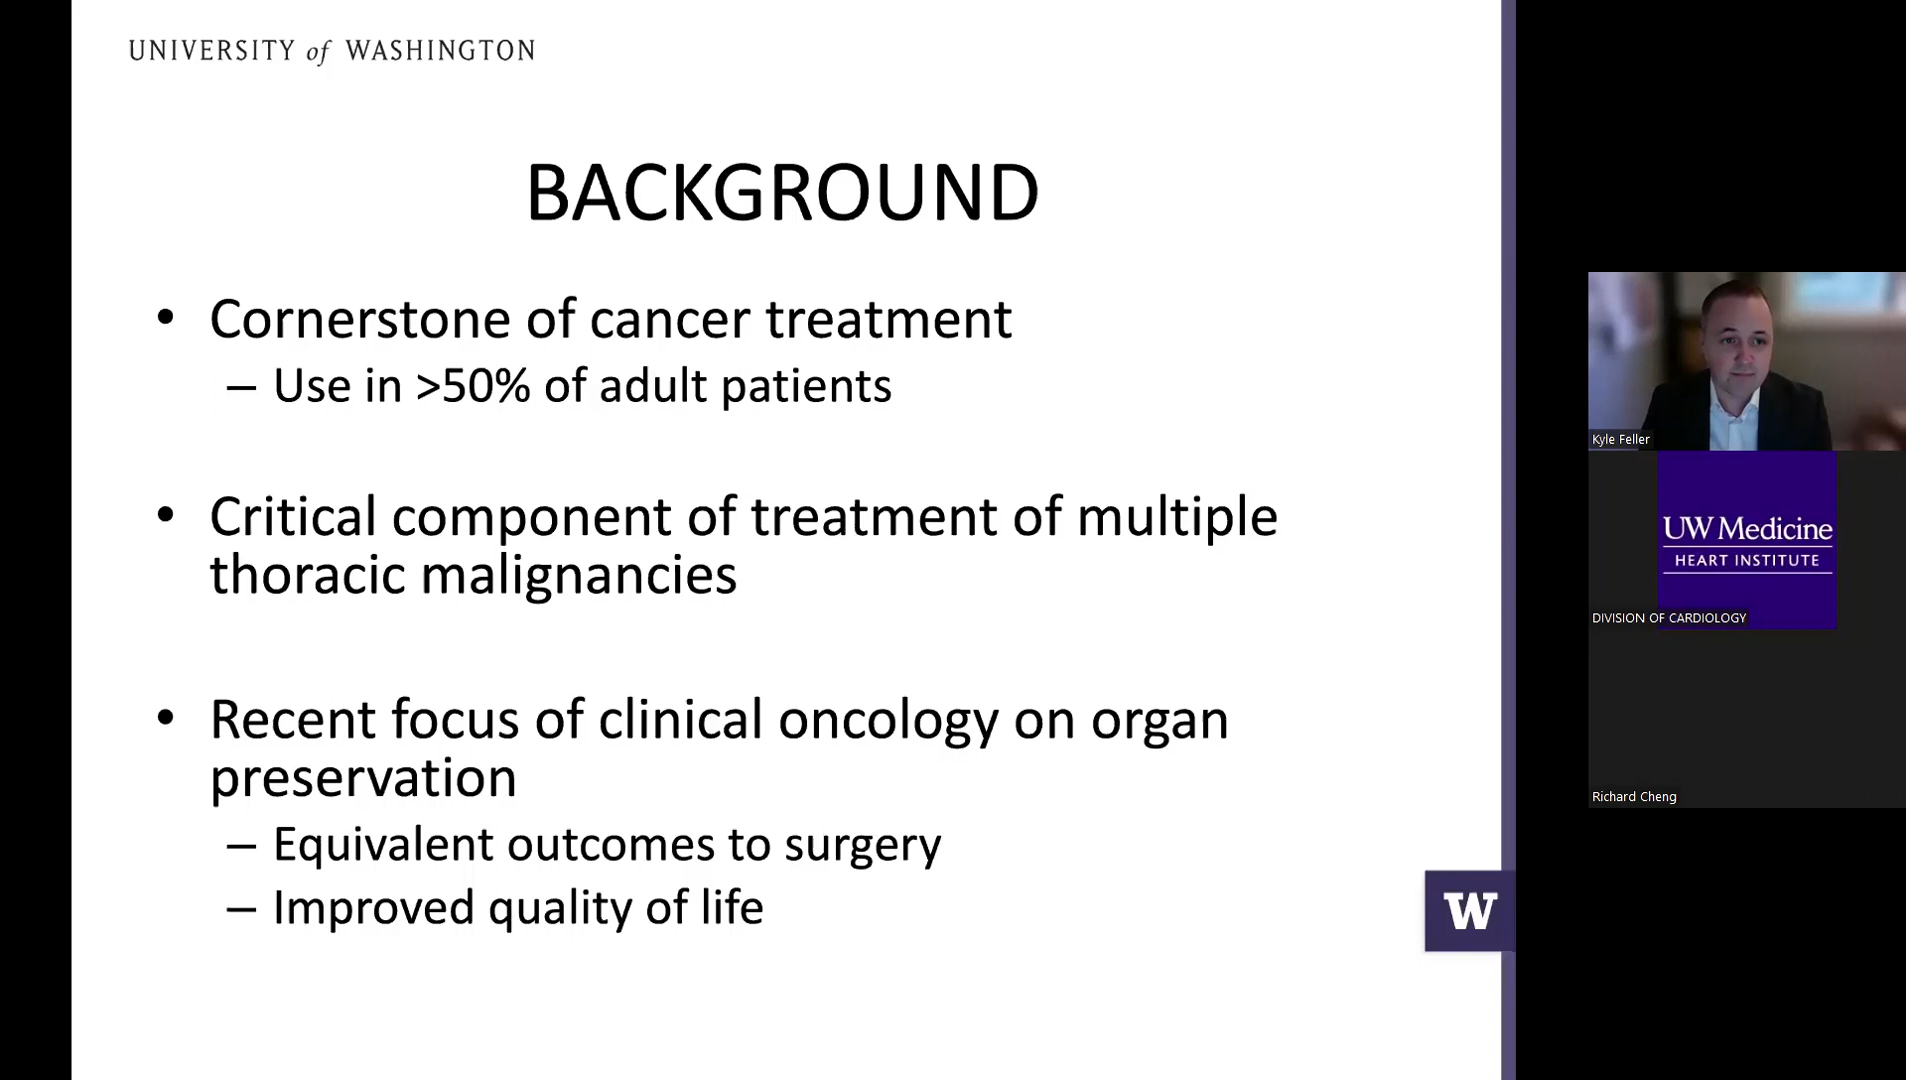 UNIVERSITY of WASHINGTON
BACKGROUND
• Cornerstone of cancer treatment
– Use in >50% of adult patients
• Critical component of treatment of multiple
thoracic malignancies
• Recent focus of clinical oncology on organ
preservation
– Equivalent outcomes to surgery
– Improved quality of life
W
Kyle Feller
UW Medicine
HEART INSTITUTE
DIVISION OF CARDIOLOGY
Richard Cheng